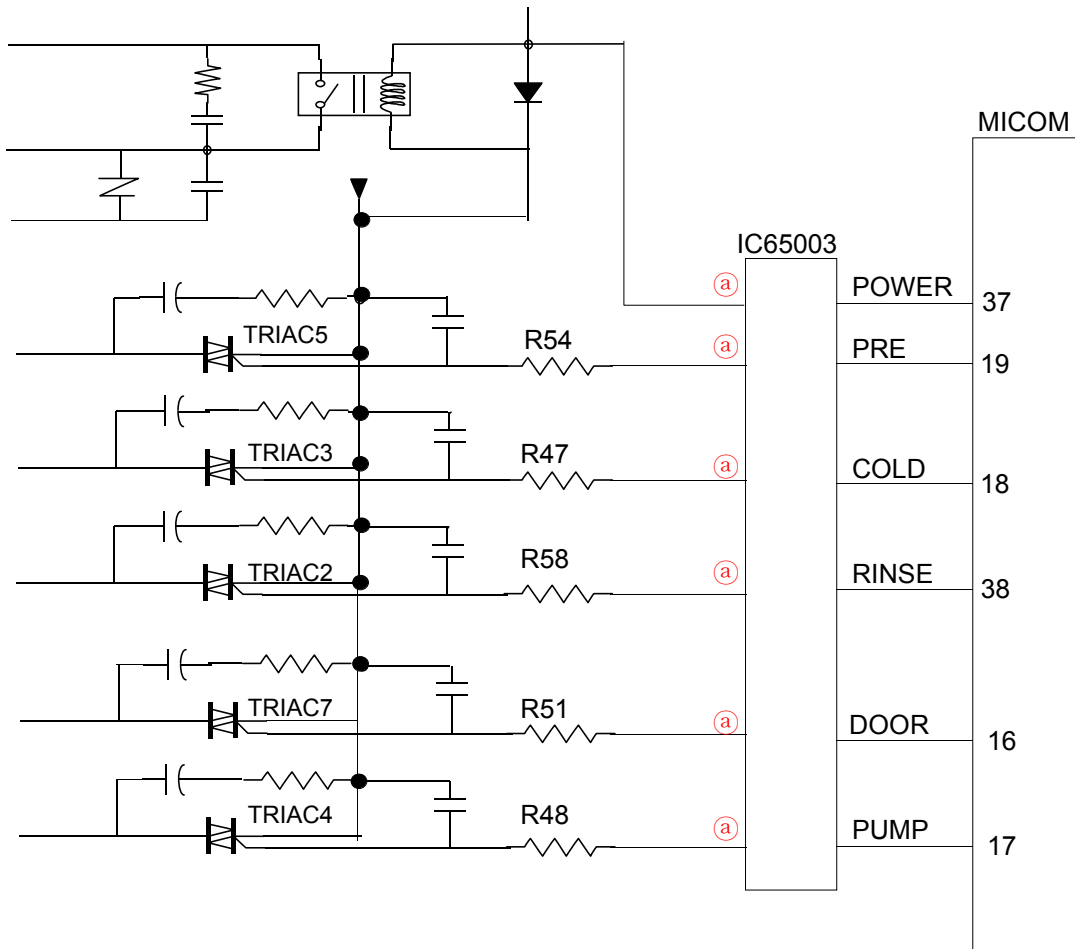 MICOM
IC65003
ⓐ POWER 37
TRIAC5 R54 ⓐ PRE 19
TRIAC3 R47 ⓐ COLD 18
TRIAC2 R58 ⓐ RINSE 38
TRIAC7 R51 ⓐ DOOR 16
TRIAC4 R48 ⓐ PUMP 17